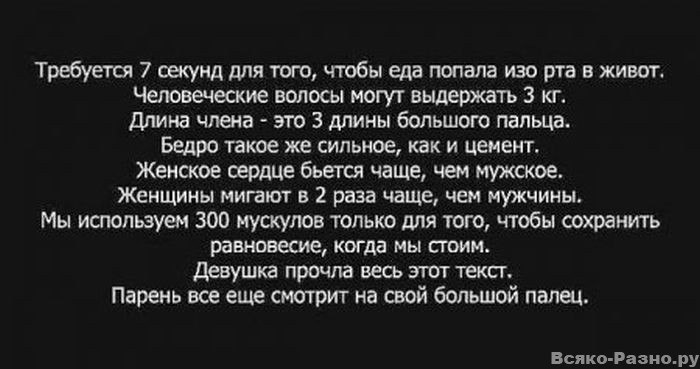 Требуется 7 секунд для того, чтобы еда попала изо рта в живот.
Человеческие волосы могут выдержать 3 кг.
Длина члена - это 3 длины большого пальца.
Бедро такое же сильное, как и цемент.
Женское сердце бьется чаще, чем мужское.
Женщины мигают в 2 раза чаще, чем мужчины.
Мы используем 300 мускулов только для того, чтобы сохранить
равновесие, когда мы стоим.
Девушка прочла весь этот текст.
Парень все еще смотрит на свой большой палец.
Всяко-Разно.ру